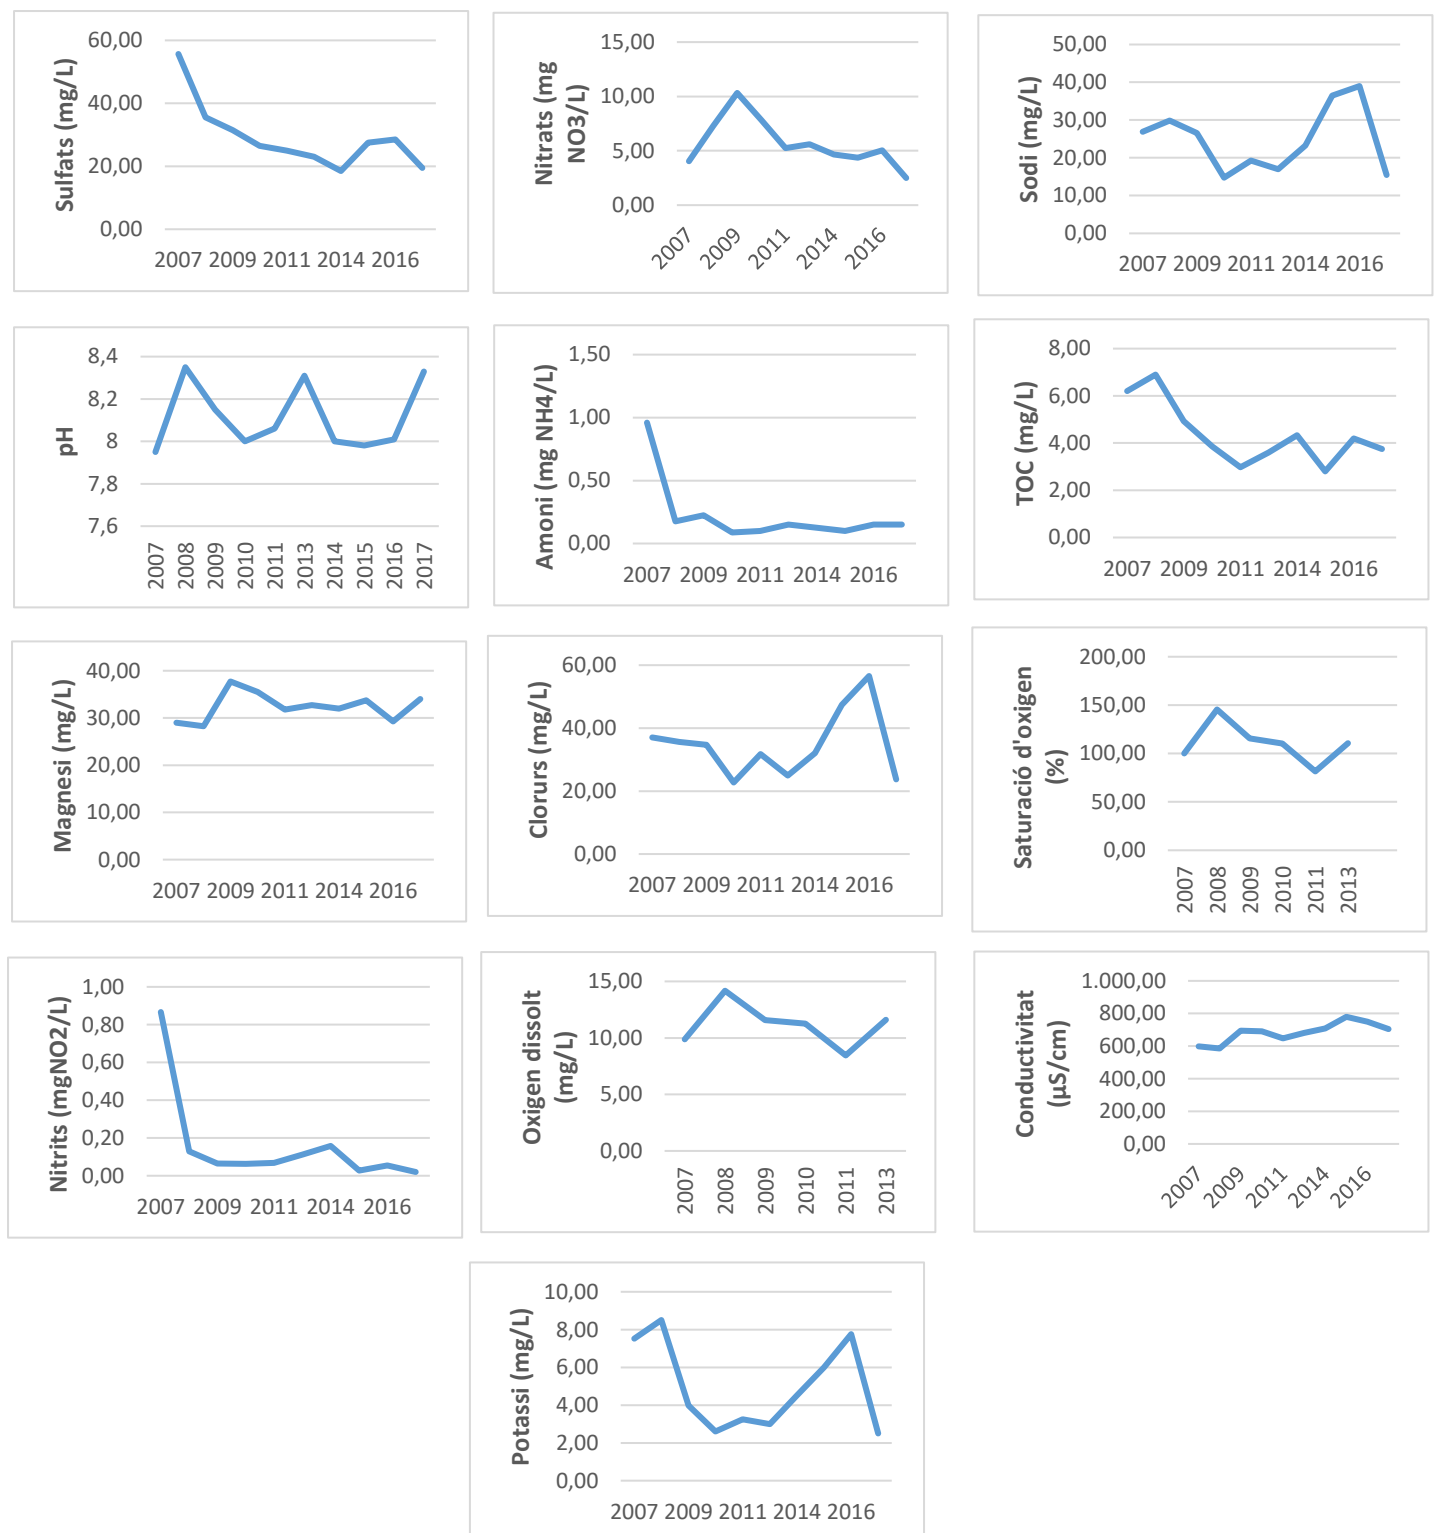 Sulfats (mg/L)
60,00
40,00
20,00
0,00
2007 2009 2011 2014 2016
Nitrats (mg
NO3/L)
15,00
10,00
5,00
0,00
2007 2009 2011 2014 2016
Sodi (mg/L)
50,00
40,00
30,00
20,00
10,00
0,00
2007 2009 2011 2014 2016
pH
8,4
8,2
8
7,8
7,6
2007 2008 2009 2010 2011 2013 2014 2015 2016 2017
Amoni (mg NH4/L)
1,50
1,00
0,50
0,00
2007 2009 2011 2014 2016
TOC (mg/L)
8,00
6,00
4,00
2,00
0,00
2007 2009 2011 2014 2016
Magnesi (mg/L)
40,00
30,00
20,00
10,00
0,00
2007 2009 2011 2014 2016
Clorurs (mg/L)
60,00
40,00
20,00
0,00
2007 2009 2011 2014 2016
Saturació d'oxigen
(%)
200,00
150,00
100,00
50,00
0,00
2007 2008 2009 2010 2011 2013
Nitrits (mgNO2/L)
1,00
0,80
0,60
0,40
0,20
0,00
2007 2009 2011 2014 2016
Oxigen dissolt
(mg/L)
15,00
10,00
5,00
0,00
2007 2008 2009 2010 2011 2013
Conductivitat
(µS/cm)
1.000,00
800,00
600,00
400,00
200,00
0,00
2007 2009 2011 2014 2016
Potassi (mg/L)
10,00
8,00
6,00
4,00
2,00
0,00
2007 2009 2011 2014 2016